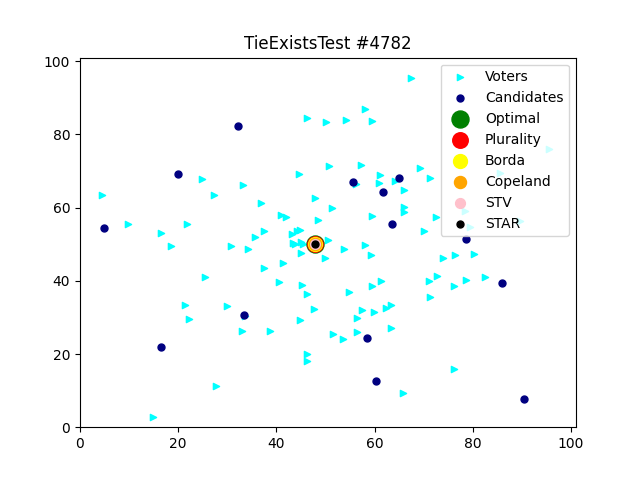 TieExistsTest #4782
100
80
60
40
20
0
0 20 40 60 80 100
Voters
Candidates
Optimal
Plurality
Borda
Copeland
STV
STAR